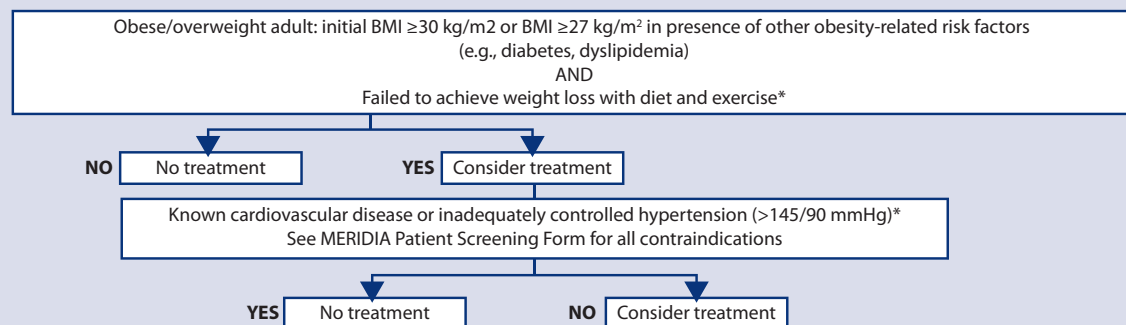 Obese/overweight adult: initial BMI ≥30 kg/m2 or BMI ≥27 kg/m² in presence of other obesity-related risk factors
(e.g., diabetes, dyslipidemia)
AND
Failed to achieve weight loss with diet and exercise*
NO No treatment YES Consider treatment
Known cardiovascular disease or inadequately controlled hypertension (>145/90 mmHg)*
See MERIDIA Patient Screening Form for all contraindications
YES No treatment NO Consider treatment